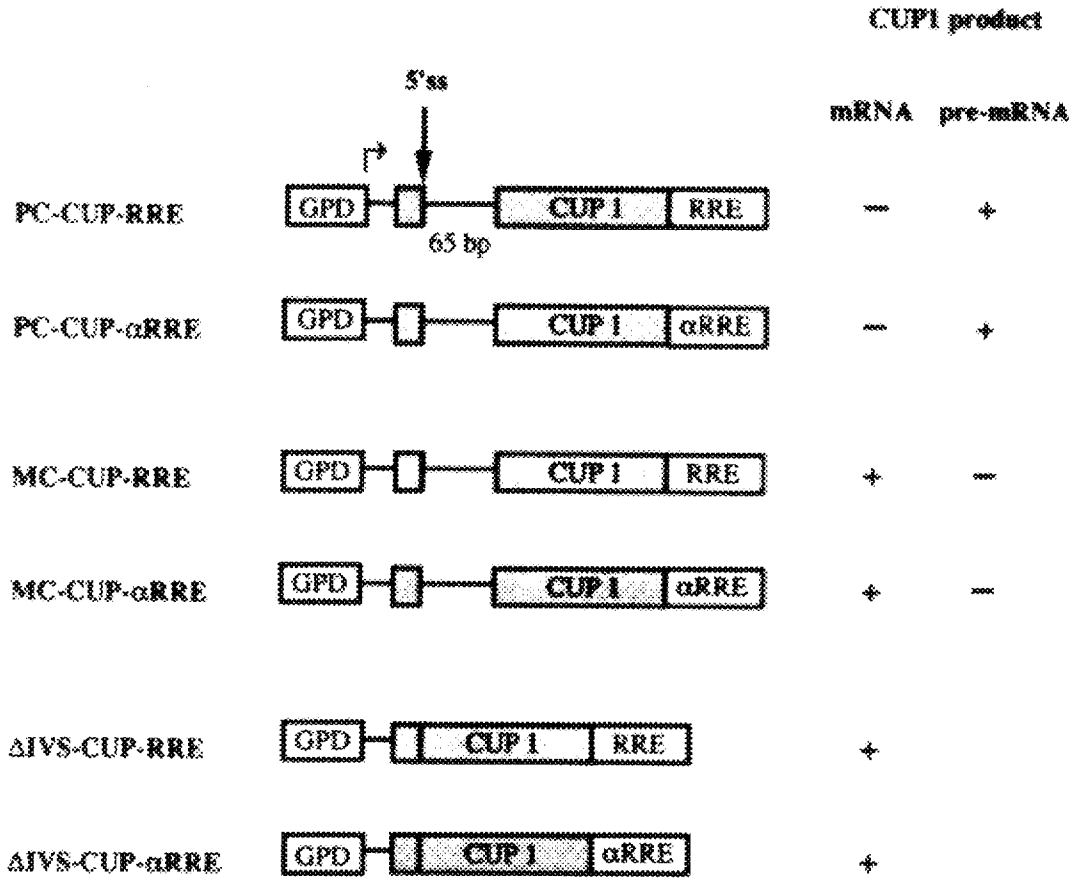 CUP1 product
5'ss
mRNA pre-mRNA
PC-CUP-RRE GPD CUP 1 RRE − +
65 bp
PC-CUP-αRRE GPD CUP 1 αRRE − +
MC-CUP-RRE GPD CUP 1 RRE + −
MC-CUP-αRRE GPD CUP 1 αRRE + −
ΔIVS-CUP-RRE GPD CUP 1 RRE +
ΔIVS-CUP-αRRE GPD CUP 1 αRRE +